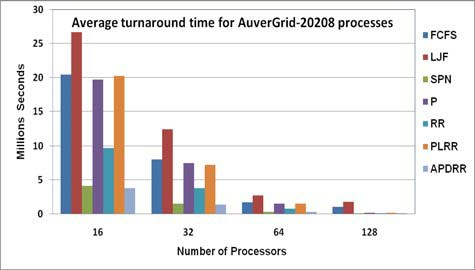 Average turnaround time for AuverGrid-20208 processes
30
25
20
15
10
5
0
Millions Seconds
16
32
64
128
Number of Processors
FCFS
LJF
SPN
P
RR
PLRR
APDRR